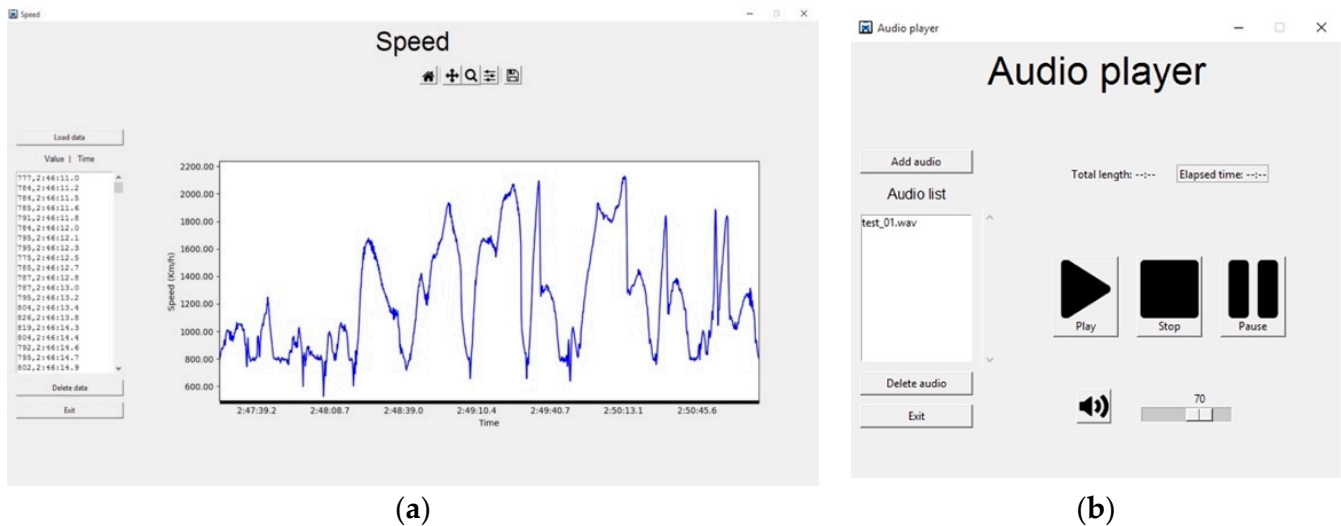 Speed
Speed
Load data
Value | Time
777,2:46:11.0
784,2:46:11.2
784,2:46:11.5
785,2:46:11.6
791,2:46:11.8
784,2:46:12.0
795,2:46:12.1
795,2:46:12.3
775,2:46:12.5
785,2:46:12.7
787,2:46:12.8
787,2:46:13.0
795,2:46:13.2
804,2:46:13.4
826,2:46:13.8
819,2:46:14.3
804,2:46:14.4
792,2:46:14.6
795,2:46:14.7
802,2:46:14.9
Delete data
Exit
2200.00
2000.00
1800.00
1600.00
1400.00
1200.00
1000.00
800.00
600.00
Speed (Km/h)
2:47:39.2 2:48:08.7 2:48:39.0 2:49:10.4 2:49:40.7 2:50:13.1 2:50:45.6
Time
(a)
Audio player
Audio player
Add audio
Audio list
test_01.wav
Delete audio
Exit
Total length: --:-- Elapsed time: --:--
Play Stop Pause
70
(b)